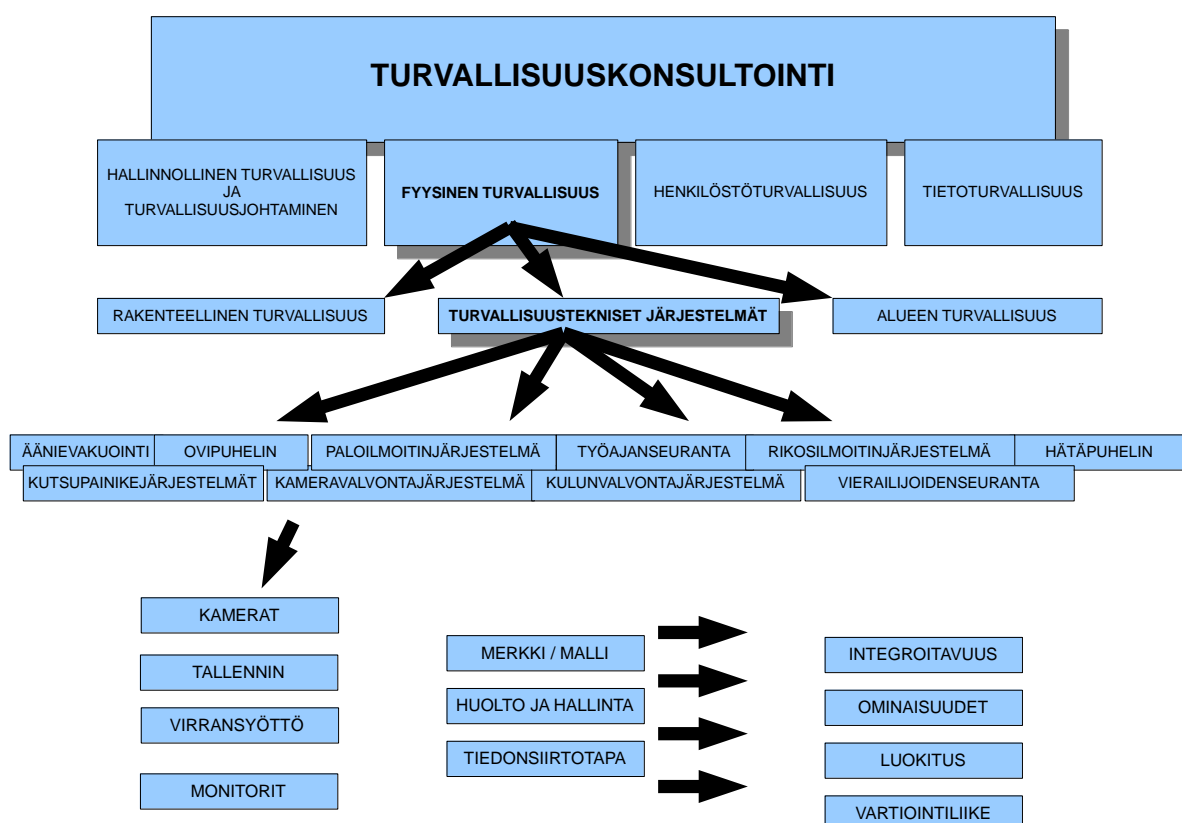 TURVALLISUUSKONSULTOINTI
HALLINNOLLINEN TURVALLISUUS
JA
TURVALLISUUSJOHTAMINEN
FYYSINEN TURVALLISUUS
HENKILÖSTÖTURVALLISUUS
TIETOTURVALLISUUS
RAKENTEELLINEN TURVALLISUUS
TURVALLISUUSTEKNISET JÄRJESTELMÄT
ALUEEN TURVALLISUUS
ÄÄNIEVAKUOINTI
OVIPUHELIN
PALOILMOITINJÄRJESTELMÄ
TYÖAJANSEURANTA
RIKOSILMOITINJÄRJESTELMÄ
HÄTÄPUHELIN
KUTSUPAINIKEJÄRJESTELMÄT
KAMERAVALVONTAJÄRJESTELMÄ
KULUNVALVONTAJÄRJESTELMÄ
VIERAILIJOIDENSEURANTA
KAMERAT
TALLENNIN
VIRRANSYÖTTÖ
MONITORIT
MERKKI / MALLI
HUOLTO JA HALLINTA
TIEDONSIIRTOTAPA
INTEGROITAVUUS
OMINAISUUDET
LUOKITUS
VARTIOINTILIIKE